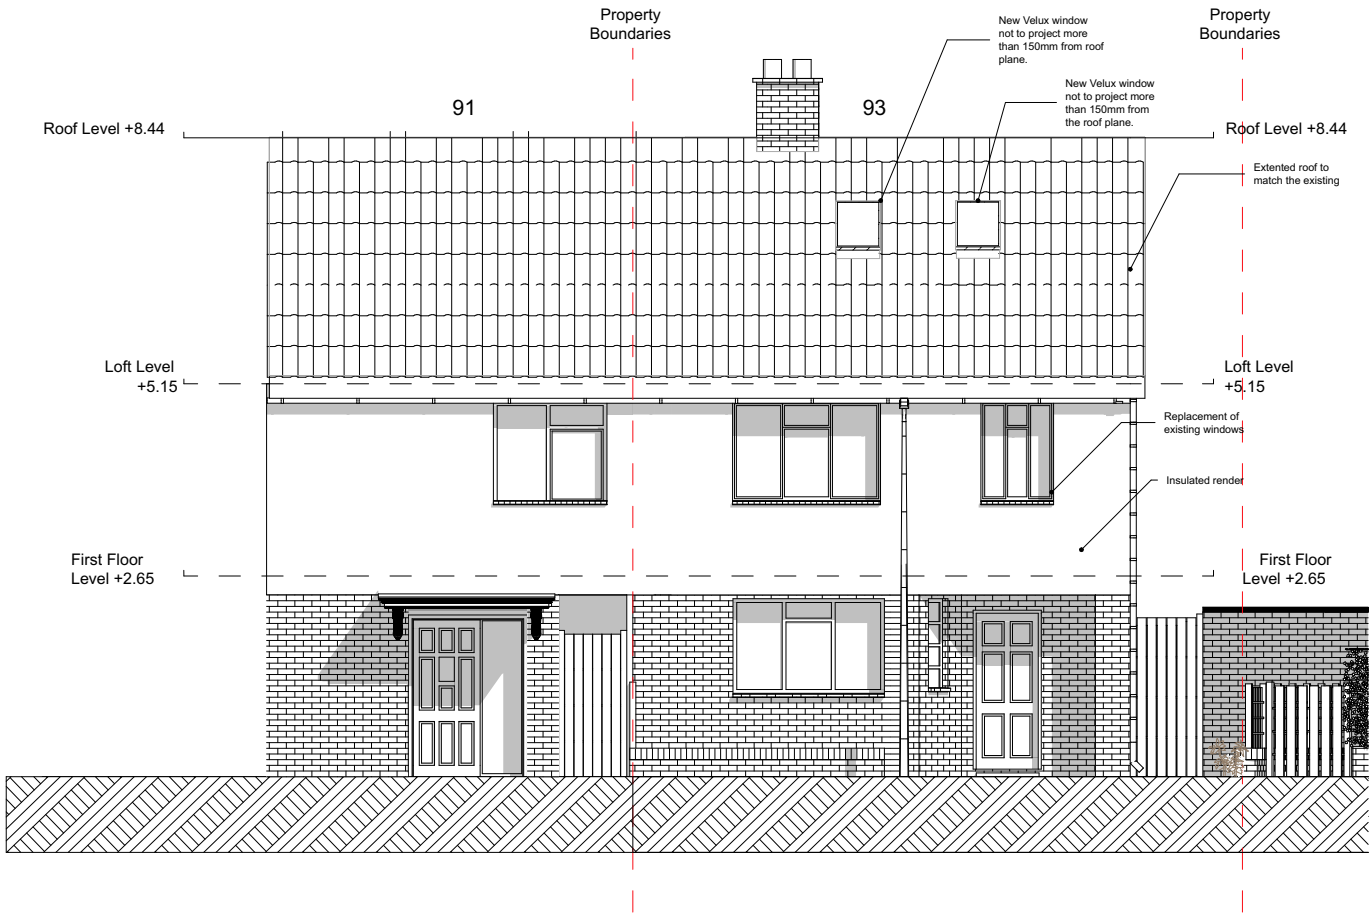 Property
Boundaries
New Velux window
not to project more
than 150mm from roof
plane.
Property
Boundaries
New Velux window
not to project more
than 150mm from
the roof plane.
91
93
Roof Level +8.44
Roof Level +8.44
Extented roof to
match the existing
Loft Level
+5.15
Loft Level
+5.15
Replacement of
existing windows
Insulated render
First Floor
Level +2.65
First Floor
Level +2.65